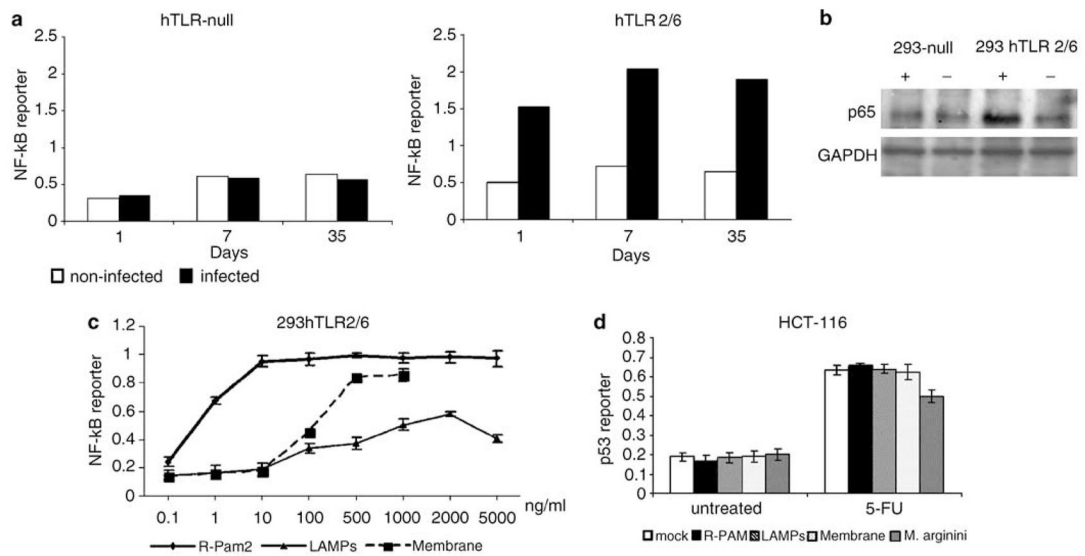 a
hTLR-null
NF-kB reporter
2.5
2
1.5
1
0.5
0
1 7 35
Days
non-infected infected
hTLR 2/6
NF-kB reporter
2.5
2
1.5
1
0.5
0
1 7 35
Days
b
293-null 293 hTLR 2/6
+ – + –
p65
GAPDH
c
293hTLR2/6
NF-kB reporter
1.2
1
0.8
0.6
0.4
0.2
0
0.1 1 10 100 500 1000 2000 5000 ng/ml
R-Pam2 LAMPs Membrane
d
HCT-116
p53 reporter
0.8
0.7
0.6
0.5
0.4
0.3
0.2
0.1
0
untreated 5-FU
mock R-PAM LAMPs Membrane M. arginini